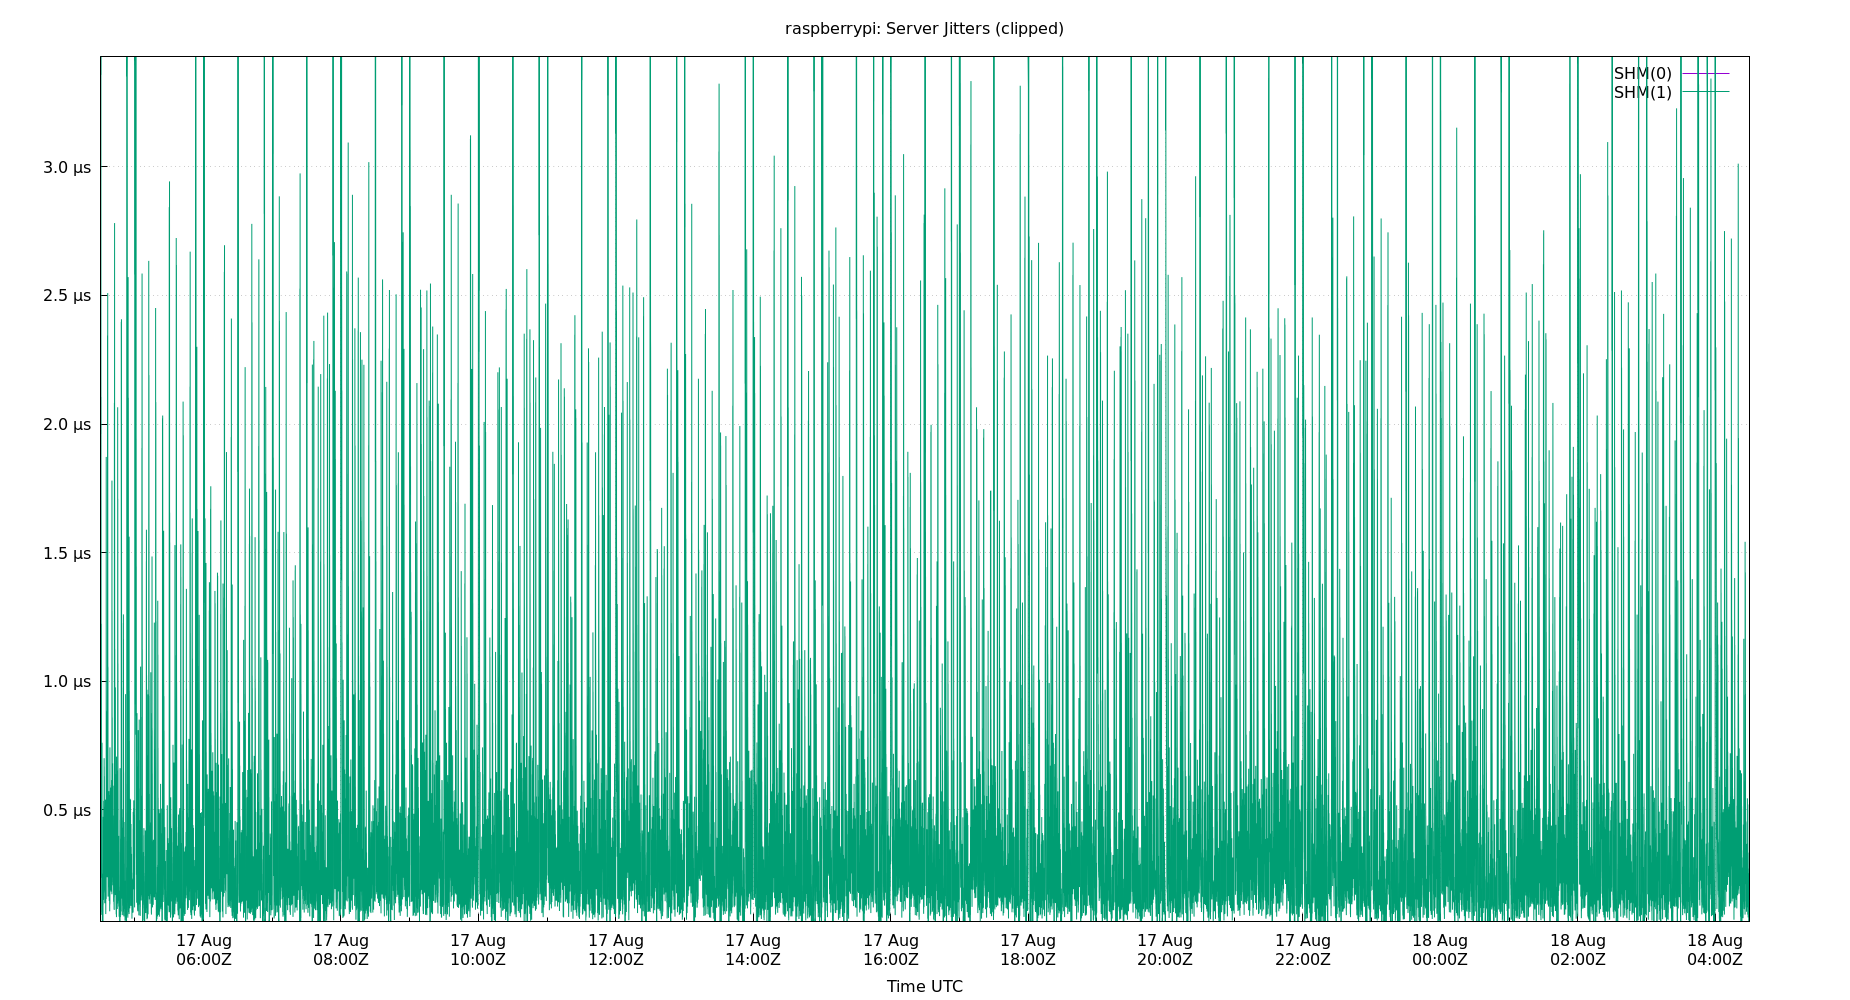 raspberrypi: Server Jitters (clipped)
SHM(0)
SHM(1)
3.0 µs
2.5 µs
2.0 µs
1.5 µs
1.0 µs
0.5 µs
17 Aug 17 Aug 17 Aug 17 Aug 17 Aug 17 Aug 17 Aug 17 Aug 17 Aug 18 Aug 18 Aug 18 Aug
06:00Z 08:00Z 10:00Z 12:00Z 14:00Z 16:00Z 18:00Z 20:00Z 22:00Z 00:00Z 02:00Z 04:00Z
Time UTC